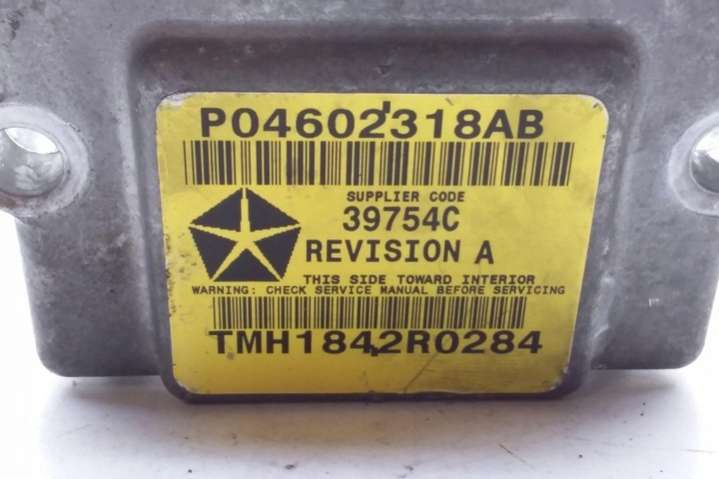 P04602318AB
SUPPLIER CODE
39754C
REVISION A
THIS SIDE TOWARD INTERIOR
WARNING: CHECK SERVICE MANUAL BEFORE SERVICING
TMH1842R0284